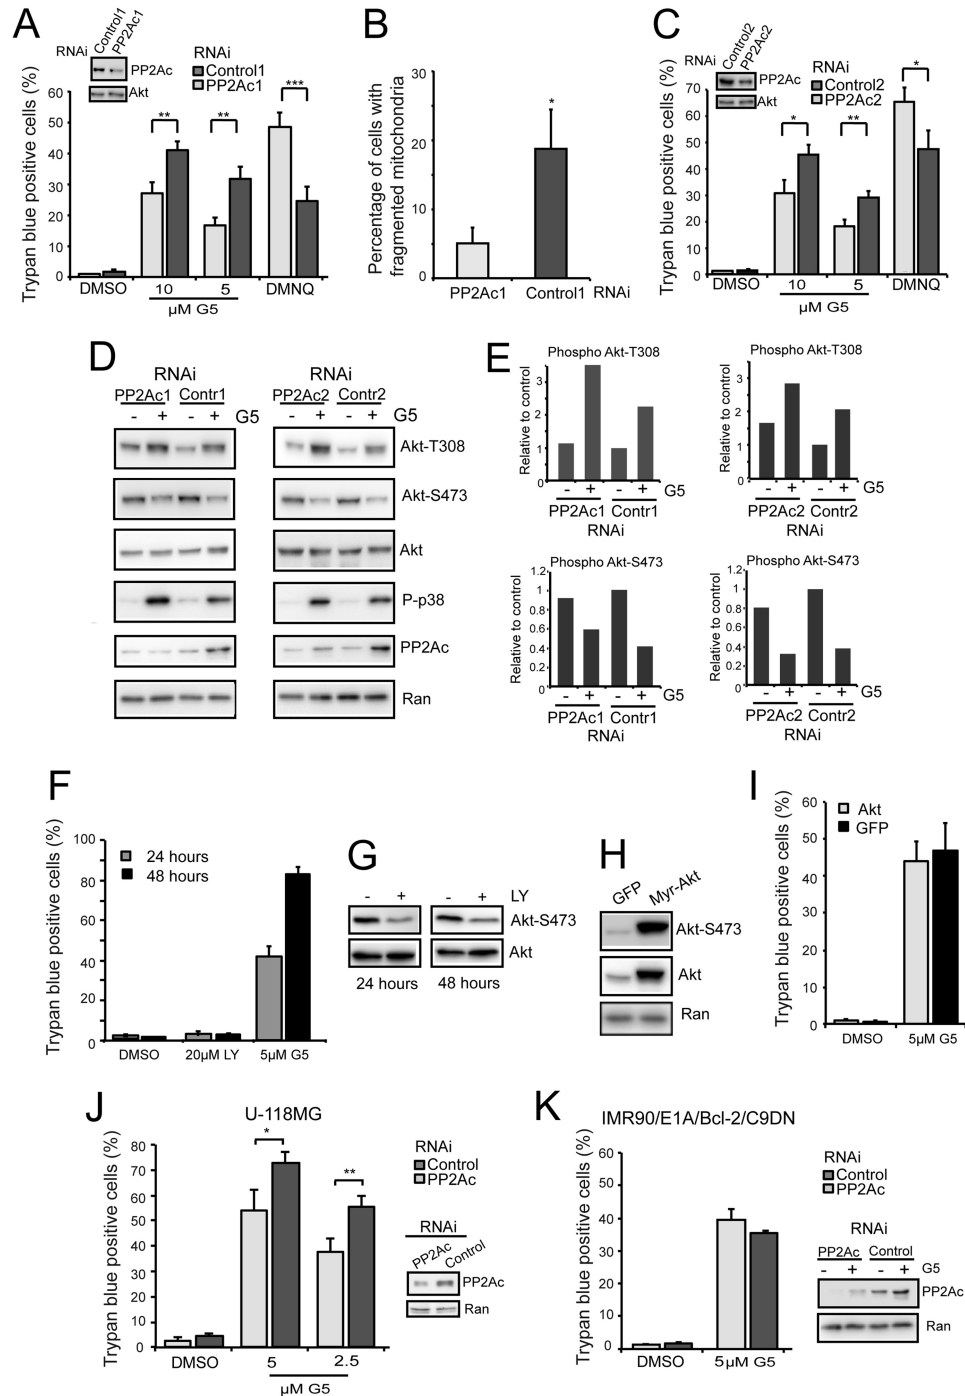 A
Control1
PP2Ac1
RNAi
PP2Ac
Akt
RNAi
Control1
PP2Ac1
Trypan blue positive cells (%)
60
50
40
30
20
10
0
**
**
***
DMSO
10
5
DMNQ
µM G5
B
Percentage of cells with
fragmented mitochondria
30
20
10
0
*
PP2Ac1
Control1
RNAi
C
Control2
PP2Ac2
RNAi
PP2Ac
Akt
RNAi
Control2
PP2Ac2
Trypan blue positive cells (%)
70
60
50
40
30
20
10
0
*
**
*
DMSO
10
5
DMNQ
µM G5
D
RNAi
RNAi
PP2Ac1 Contr1
PP2Ac2 Contr2
- + - + G5
- + - + G5
Akt-T308
Akt-S473
Akt
P-p38
PP2Ac
Ran
E
Phospho Akt-T308
Relative to control
3
2
1
0
- + - + G5
PP2Ac1 Contr1
RNAi
Phospho Akt-T308
Relative to control
3
2
1
0
- + - + G5
PP2Ac2 Contr2
RNAi
Phospho Akt-S473
Relative to control
1.2
1
0.8
0.6
0.4
0.2
0
- + - + G5
PP2Ac1 Contr1
RNAi
Phospho Akt-S473
Relative to control
1.2
1
0.8
0.6
0.4
0.2
0
- + - + G5
PP2Ac2 Contr2
RNAi
F
Trypan blue positive cells (%)
100
80
60
40
20
0
24 hours
48 hours
DMSO
20µM LY
5µM G5
G
- + - + LY
Akt-S473
Akt
24 hours 48 hours
H
GFP Myr-Akt
Akt-S473
Akt
Ran
I
Trypan blue positive cells (%)
60
50
40
30
20
10
0
Akt
GFP
DMSO
5µM G5
J
U-118MG
Trypan blue positive cells (%)
80
70
60
50
40
30
20
10
0
*
**
DMSO
5
2.5
µM G5
RNAi
Control
PP2Ac
RNAi
PP2Ac Control
PP2Ac
Ran
K
IMR90/E1A/Bcl-2/C9DN
Trypan blue positive cells (%)
60
50
40
30
20
10
0
DMSO
5µM G5
RNAi
Control
PP2Ac
RNAi
PP2Ac Control
- + - + G5
PP2Ac
Ran